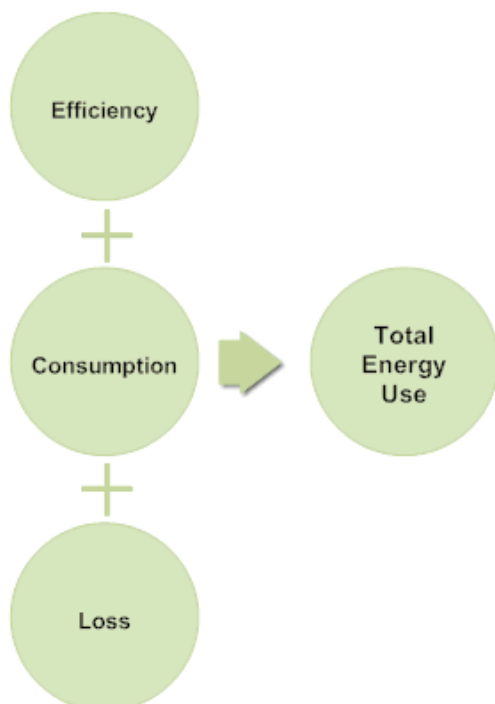 Efficiency
Consumption
Loss
Total
Energy
Use